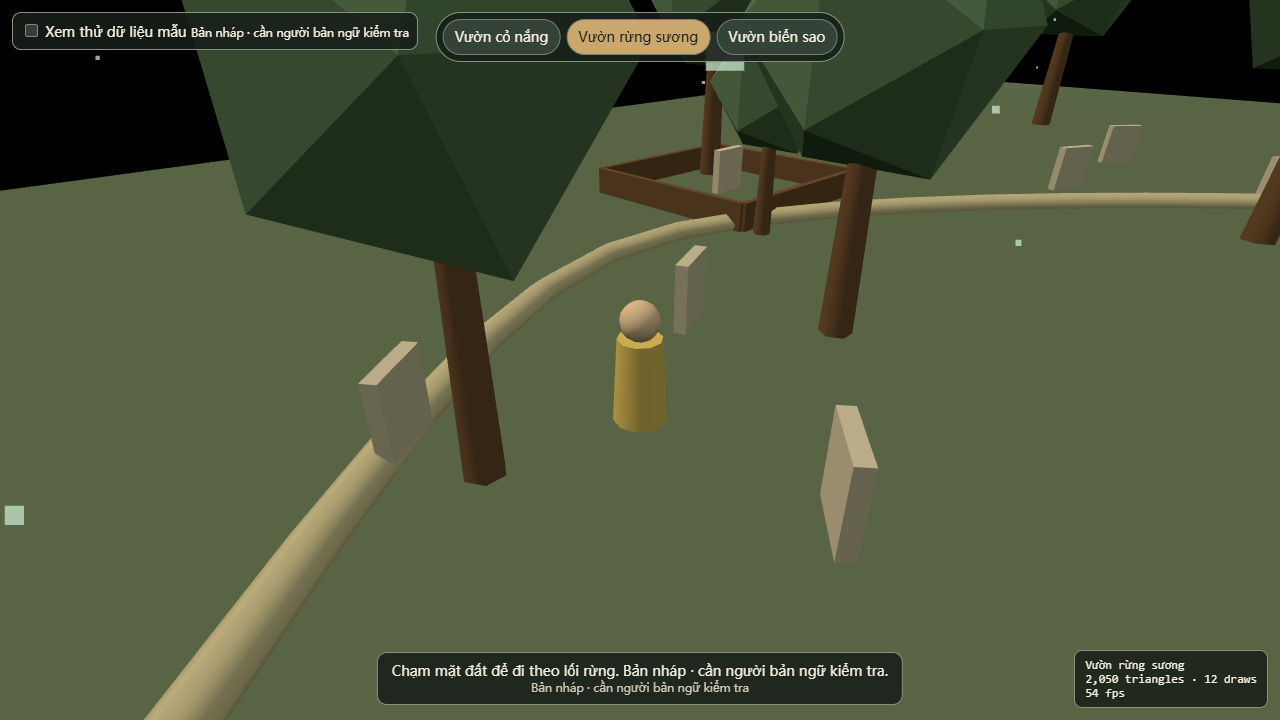 Xem thử dữ liệu mẫu Bản nháp · cần người bản ngữ kiểm tra
Vườn cỏ nắng
Vườn rừng sương
Vườn biển sao
Chạm mặt đất để đi theo lối rừng. Bản nháp · cần người bản ngữ kiểm tra.
Bản nháp · cần người bản ngữ kiểm tra
Vườn rừng sương
2,050 triangles · 12 draws
54 fps